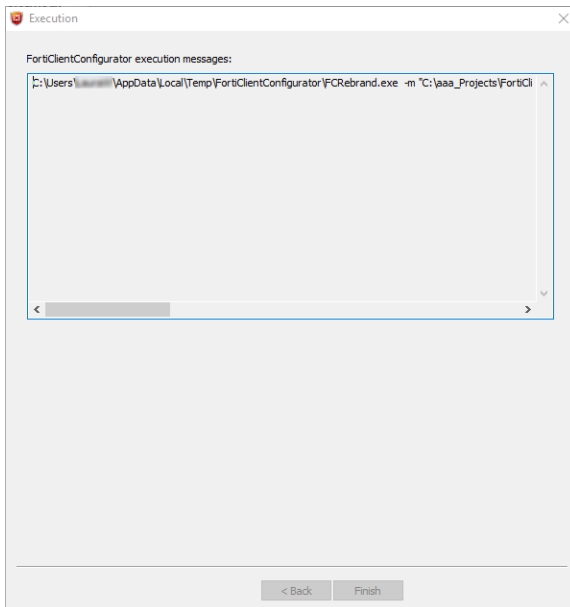 Execution
FortiClientConfigurator execution messages:
C:\Users\ \AppData\Local\Temp\FortiClientConfigurator\FCRebrand.exe -m "C:\aaa_Projects\FortiCli
< Back
Finish